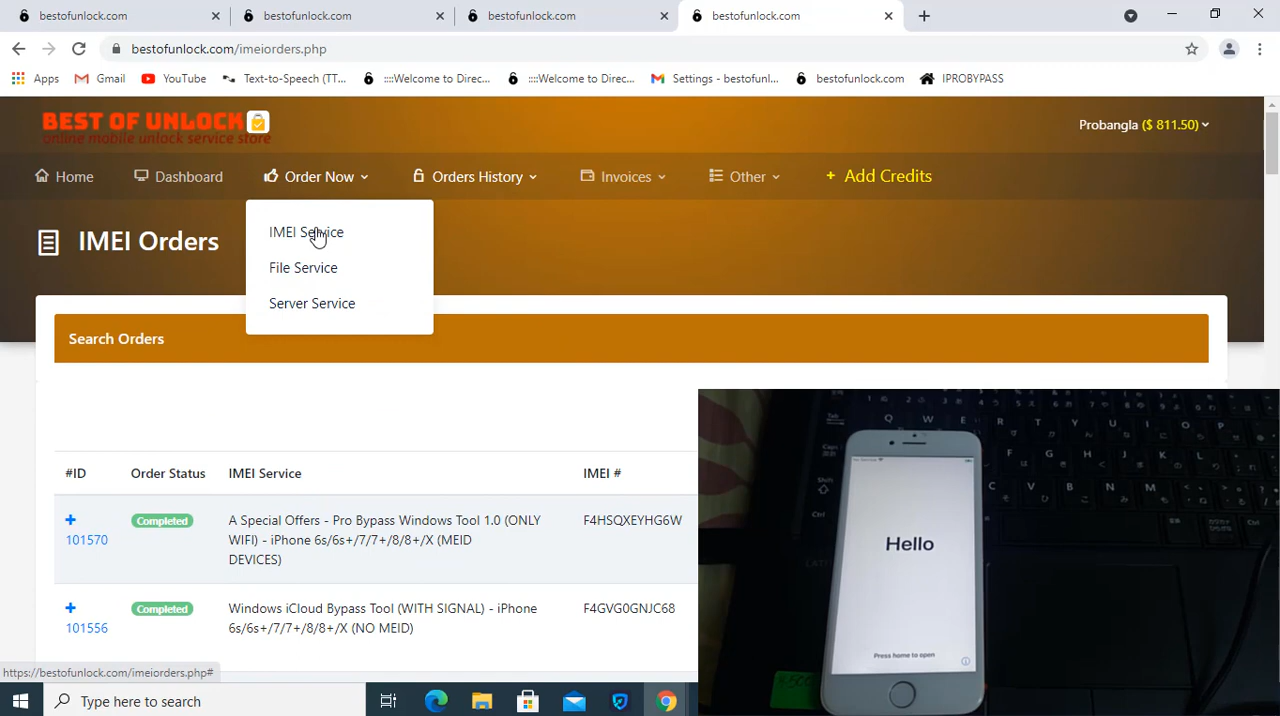 bestofunlock.com
bestofunlock.com
bestofunlock.com
bestofunlock.com
bestofunlock.com/imeiorders.php
Apps
Gmail
YouTube
Text-to-Speech (TT...
::::Welcome to Direc...
::::Welcome to Direc...
Settings - bestofunl...
bestofunlock.com
IPROBYPASS
BEST OF UNLOCK
online mobile unlock service store
Probangla ($ 811.50)
Home
Dashboard
Order Now
Orders History
Invoices
Other
+ Add Credits
IMEI Orders
IMEI Service
File Service
Server Service
Search Orders
#ID
Order Status
IMEI Service
IMEI #
+
101570
Completed
A Special Offers - Pro Bypass Windows Tool 1.0 (ONLY
WIFI) - iPhone 6s/6s+/7/7+/8/8+/X (MEID
DEVICES)
F4HSQXEYHG6W
+
101556
Completed
Windows iCloud Bypass Tool (WITH SIGNAL) - iPhone
6s/6s+/7/7+/8/8+/X (NO MEID)
F4GVG0GNJC68
Hello
Press home to open
https://bestofunlock.com/imeiorders.php#
Type here to search